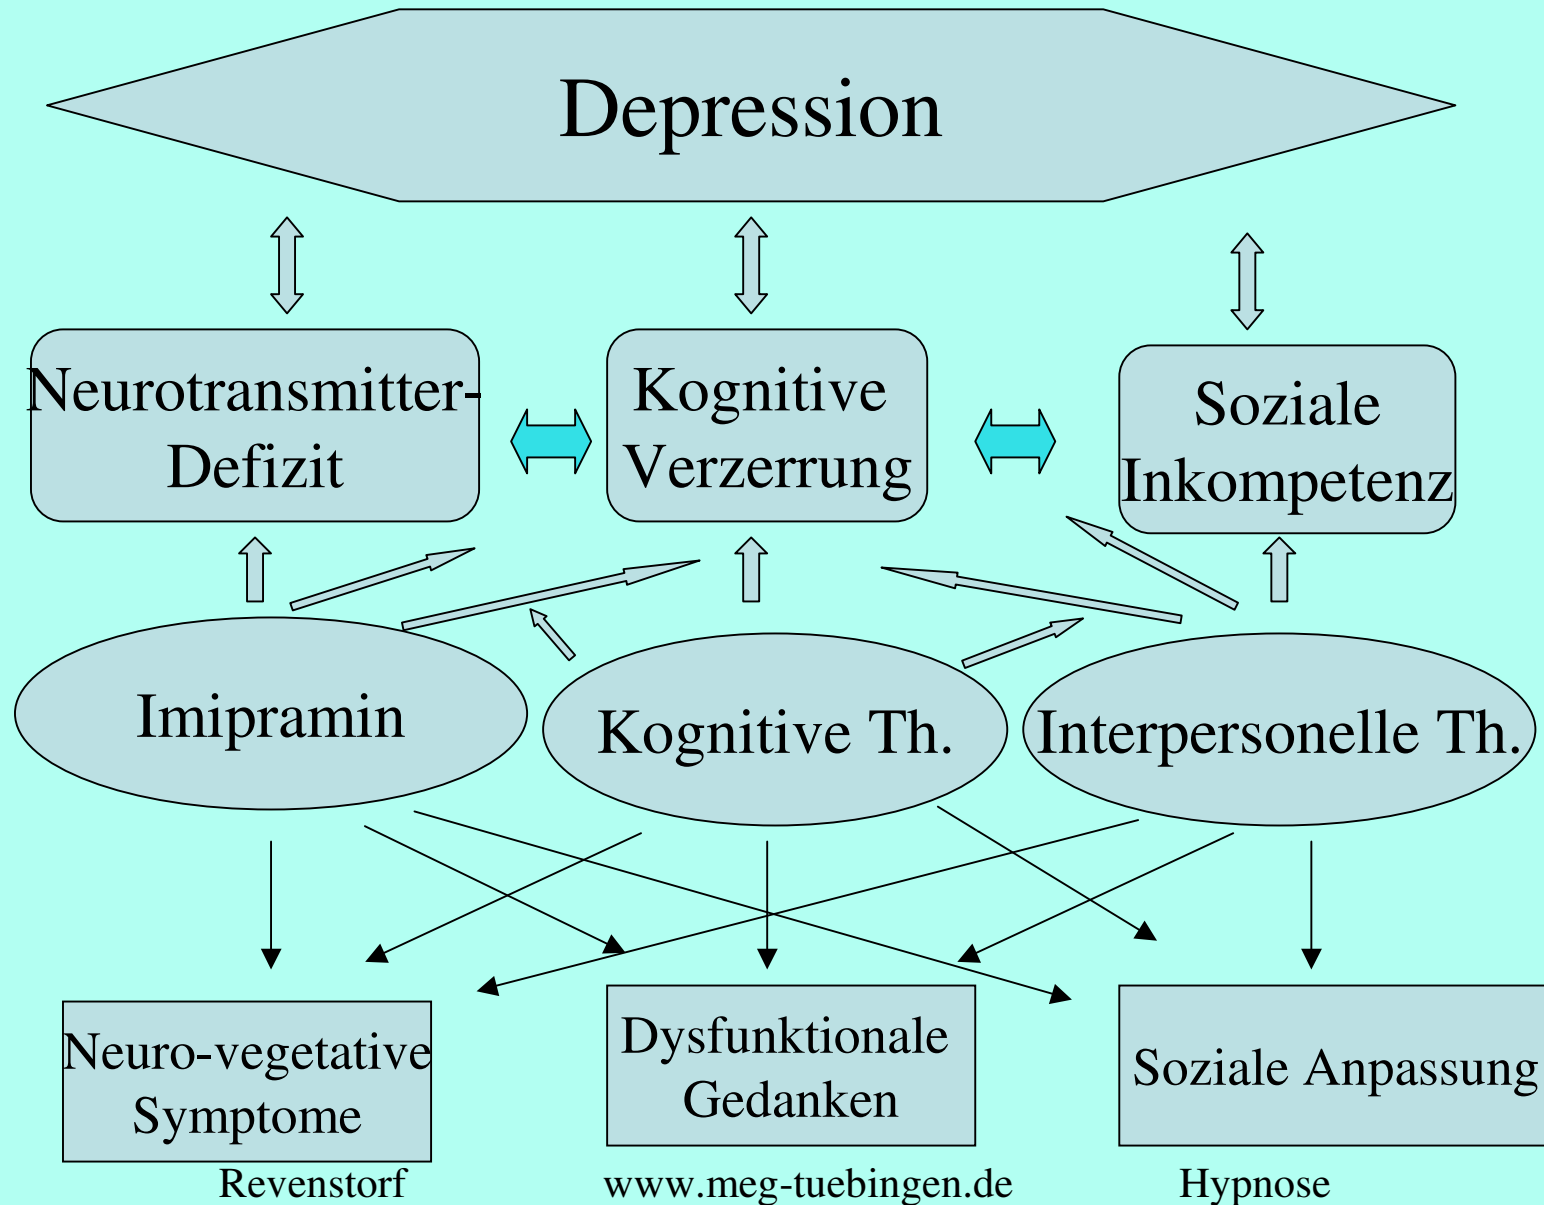 Depression
Neurotransmitter-
Defizit
Kognitive
Verzerrung
Soziale
Inkompetenz
Imipramin
Kognitive Th.
Interpersonelle Th.
Neuro-vegetative
Symptome
Dysfunktionale
Gedanken
Soziale Anpassung
Revenstorf
www.meg-tuebingen.de
Hypnose